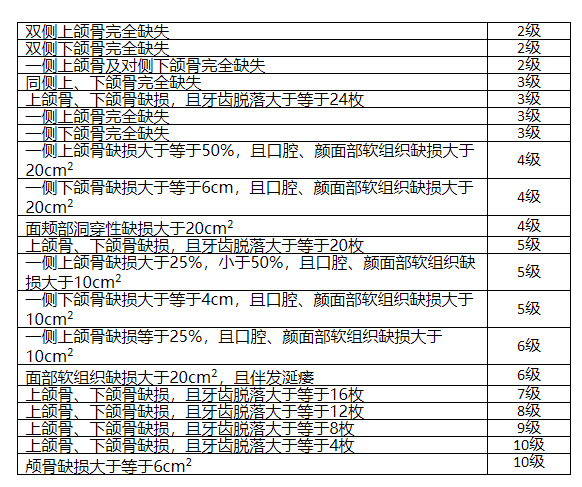 双侧上颌骨完全缺失 2级
双侧下颌骨完全缺失 2级
一侧上颌骨及对侧下颌骨完全缺失 2级
同侧上、下颌骨完全缺失 3级
上颌骨、下颌骨缺损，且牙齿脱落大于等于24枚 3级
一侧上颌骨完全缺失 3级
一侧下颌骨完全缺失 3级
一侧上颌骨缺损大于等于50%，且口腔、颜面部软组织缺损大于
20cm² 4级
一侧下颌骨缺损大于等于6cm，且口腔、颜面部软组织缺损大于
20cm² 4级
面颊部洞穿性缺损大于20cm² 4级
上颌骨、下颌骨缺损，且牙齿脱落大于等于20枚 5级
一侧上颌骨缺损大于25%，小于50%，且口腔、颜面部软组织缺
损大于10cm² 5级
一侧下颌骨缺损大于等于4cm，且口腔、颜面部软组织缺损大于
10cm² 5级
一侧上颌骨缺损等于25%，且口腔、颜面部软组织缺损大于
10cm² 6级
面部软组织缺损大于20cm²，且伴发涎瘘 6级
上颌骨、下颌骨缺损，且牙齿脱落大于等于16枚 7级
上颌骨、下颌骨缺损，且牙齿脱落大于等于12枚 8级
上颌骨、下颌骨缺损，且牙齿脱落大于等于8枚 9级
上颌骨、下颌骨缺损，且牙齿脱落大于等于4枚 10级
颅骨缺损大于等于6cm² 10级